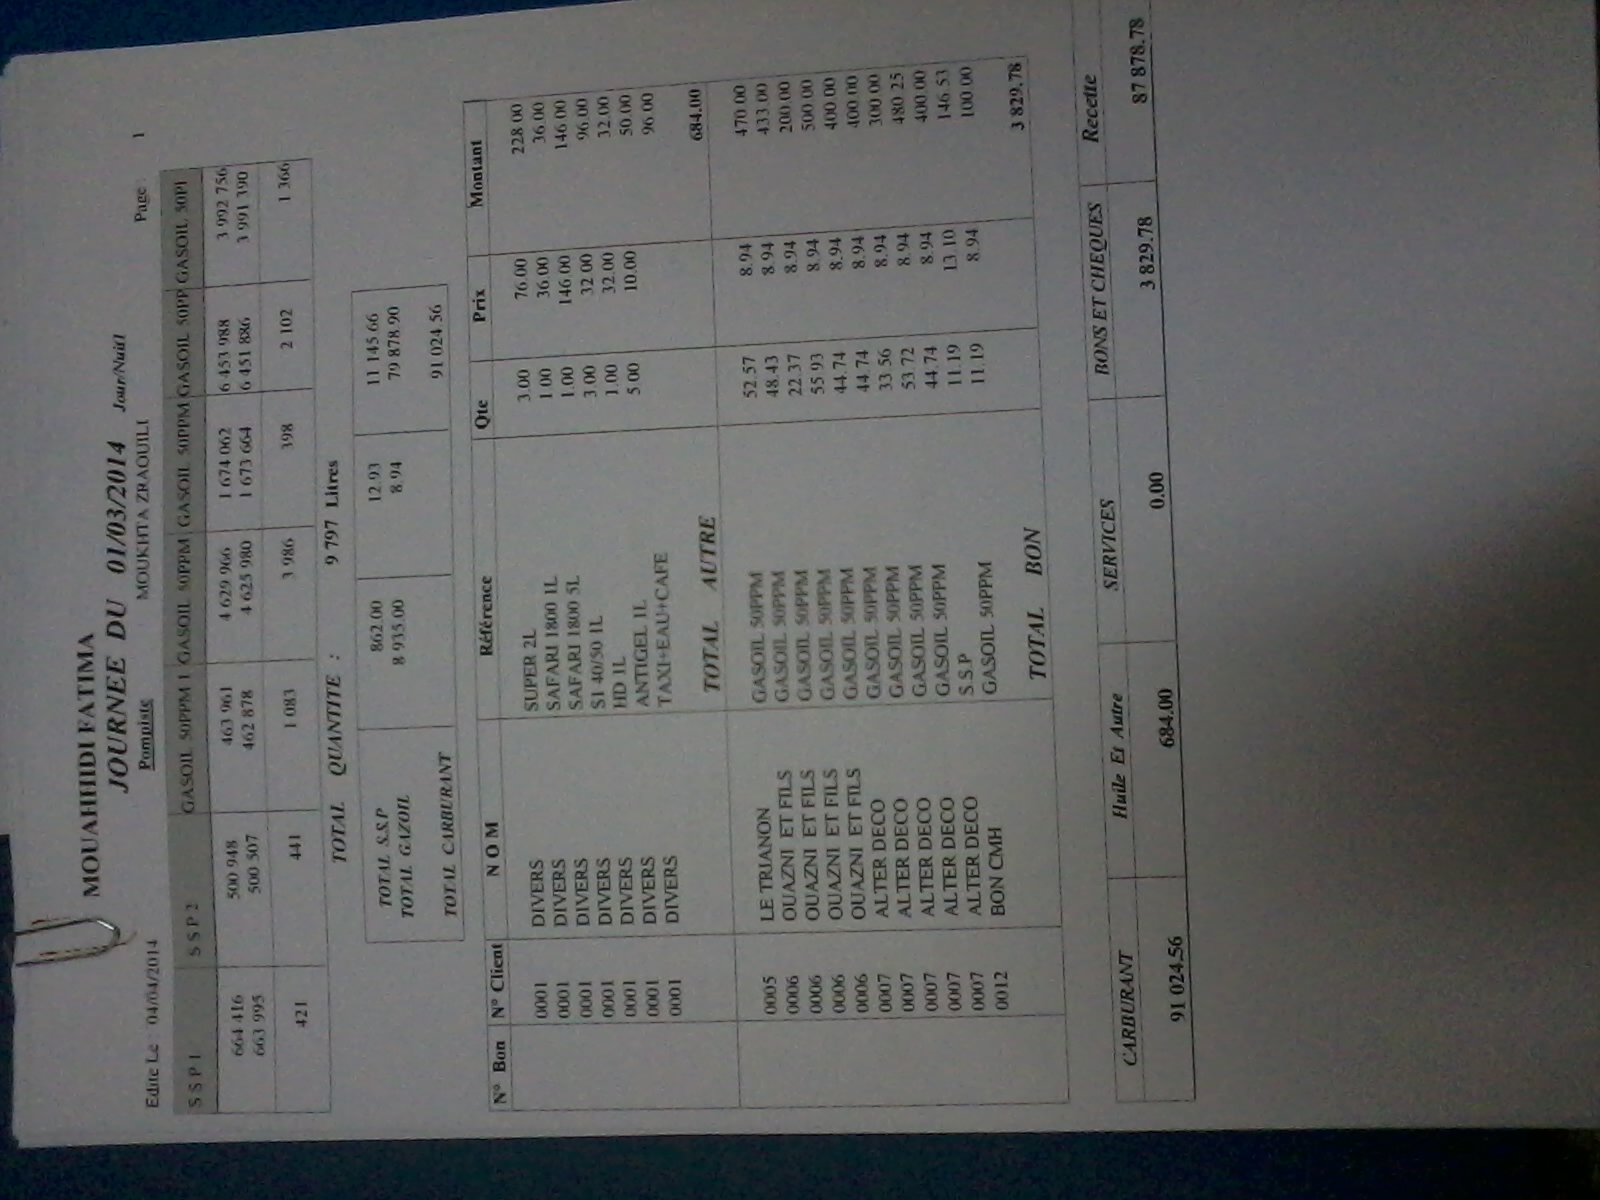 MOUAHHIDI FATIMA
JOURNEE DU 01/03/2014 Jour/Nuit
Edité Le : 04/04/2014 Pompiste MOUKHTA ZRAOUILI Page : 1
S S P 1 S S P 2 GASOIL 50PPM 1 GASOIL 50PPM GASOIL 50PPM GASOIL 50PP GASOIL 50P1
664 416 500 948 463 961 4 629 966 1 674 062 6 453 988 3 992 756
663 995 500 507 462 878 4 625 980 1 673 664 6 451 886 3 991 390
421 441 1 083 3 986 398 2 102 1 366
TOTAL QUANTITE : 9 797 Litres
TOTAL S.S.P 862.00 12.93 11 145.66
TOTAL GAZOIL 8 935.00 8.94 79 878.90
TOTAL CARBURANT 91 024.56
N° Bon N° Client N O M Référence Qte Prix Montant
0001 DIVERS SUPER 2L 3.00 76.00 228.00
0001 DIVERS SAFARI 1800 1L 1.00 36.00 36.00
0001 DIVERS SAFARI 1800 5L 1.00 146.00 146.00
0001 DIVERS S1 40/50 1L 3.00 32.00 96.00
0001 DIVERS HD 1L 1.00 32.00 32.00
0001 DIVERS ANTIGEL 1L 5.00 10.00 50.00
0001 DIVERS TAXI+EAU+CAFE 96.00
TOTAL AUTRE 684.00
0005 LE TRIANON GASOIL 50PPM 52.57 8.94 470.00
0006 OUAZNI ET FILS GASOIL 50PPM 48.43 8.94 433.00
0006 OUAZNI ET FILS GASOIL 50PPM 22.37 8.94 200.00
0006 OUAZNI ET FILS GASOIL 50PPM 55.93 8.94 500.00
0006 OUAZNI ET FILS GASOIL 50PPM 44.74 8.94 400.00
0007 ALTER DECO GASOIL 50PPM 44.74 8.94 400.00
0007 ALTER DECO GASOIL 50PPM 33.56 8.94 300.00
0007 ALTER DECO GASOIL 50PPM 53.72 8.94 480.25
0007 ALTER DECO GASOIL 50PPM 44.74 8.94 400.00
0007 ALTER DECO S.S.P 11.19 13.10 146.53
0012 BON CMH GASOIL 50PPM 11.19 8.94 100.00
TOTAL BON 3 829.78
CARBURANT Huile Et Autre SERVICES BONS ET CHEQUES Recette
91 024.56 684.00 0.00 3 829.78 87 878.78